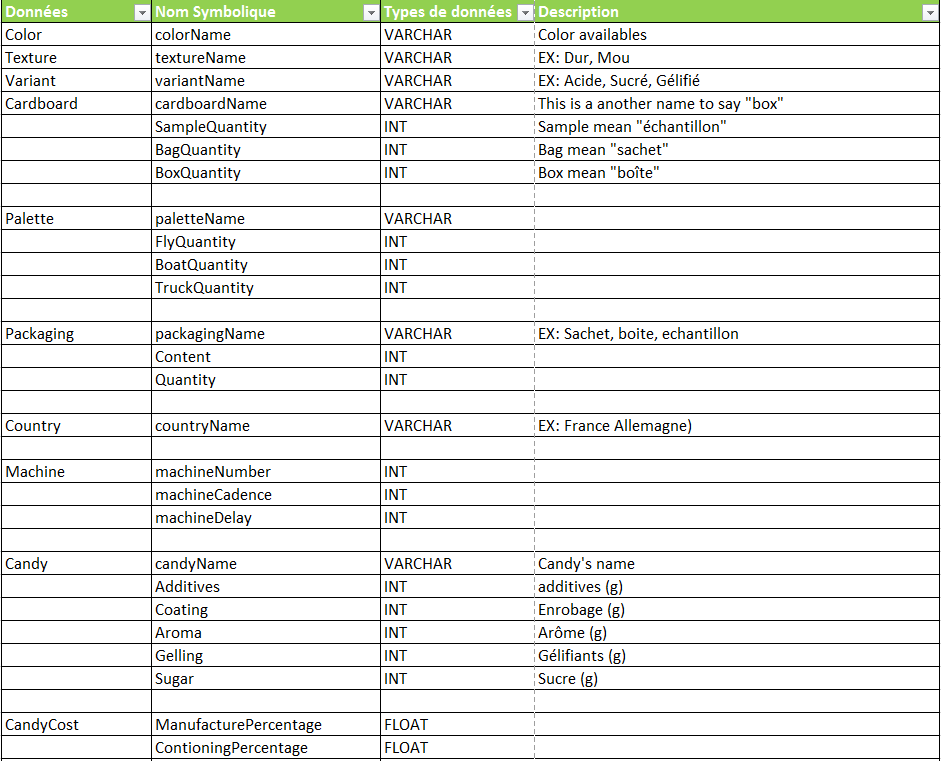 Données Nom Symbolique Types de données Description
Color colorName VARCHAR Color availables
Texture textureName VARCHAR EX: Dur, Mou
Variant variantName VARCHAR EX: Acide, Sucré, Gélifié
Cardboard cardboardName VARCHAR This is a another name to say "box"
SampleQuantity INT Sample mean "échantillon"
BagQuantity INT Bag mean "sachet"
BoxQuantity INT Box mean "boîte"
Palette paletteName VARCHAR
FlyQuantity INT
BoatQuantity INT
TruckQuantity INT
Packaging packagingName VARCHAR EX: Sachet, boite, echantillon
Content INT
Quantity INT
Country countryName VARCHAR EX: France Allemagne)
Machine machineNumber INT
machineCadence INT
machineDelay INT
Candy candyName VARCHAR Candy's name
Additives INT additives (g)
Coating INT Enrobage (g)
Aroma INT Arôme (g)
Gelling INT Gélifiants (g)
Sugar INT Sucre (g)
CandyCost ManufacturePercentage FLOAT
ContioningPercentage FLOAT